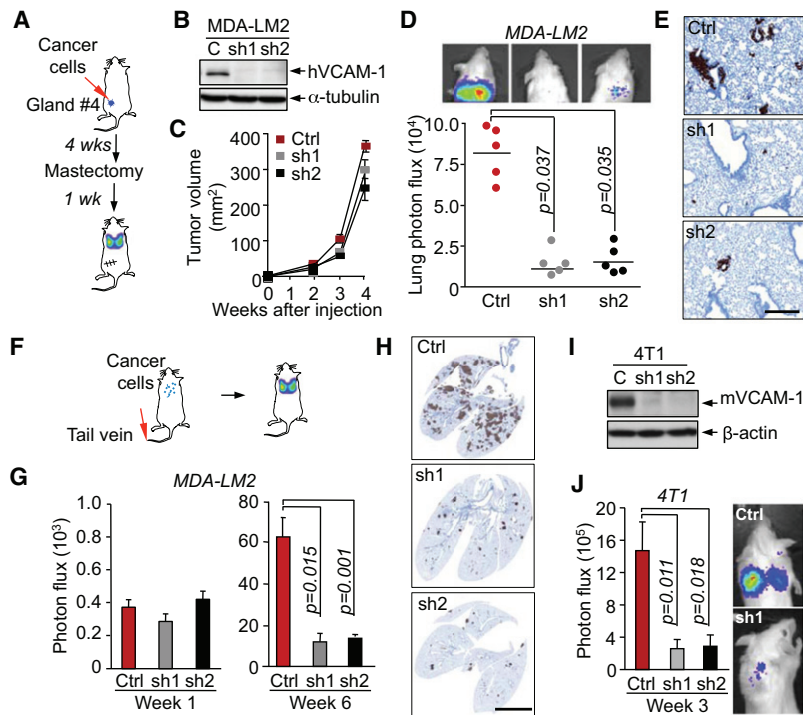 A
Cancer
cells
Gland #4
4 wks
Mastectomy
1 wk
B
MDA-LM2
C sh1 sh2
hVCAM-1
α-tubulin
C
Tumor volume
(mm2)
400
300
200
100
0
Ctrl
sh1
sh2
0 1 2 3 4
Weeks after injection
D
MDA-LM2
Lung photon flux (10⁴)
10.0
7.5
5.0
2.5
0
p=0.037
p=0.035
Ctrl sh1 sh2
E
Ctrl
sh1
sh2
F
Cancer
cells
Tail vein
G
MDA-LM2
Photon flux (10³)
1.0
0.8
0.6
0.4
0.2
0
Ctrl sh1 sh2
Week 1
80
60
40
20
0
p=0.015
p=0.001
Ctrl sh1 sh2
Week 6
H
Ctrl
sh1
sh2
I
4T1
C sh1 sh2
mVCAM-1
β-actin
J
4T1
Photon flux (10⁵)
20
16
12
8
4
0
p=0.011
p=0.018
Ctrl sh1 sh2
Week 3
Ctrl
sh1